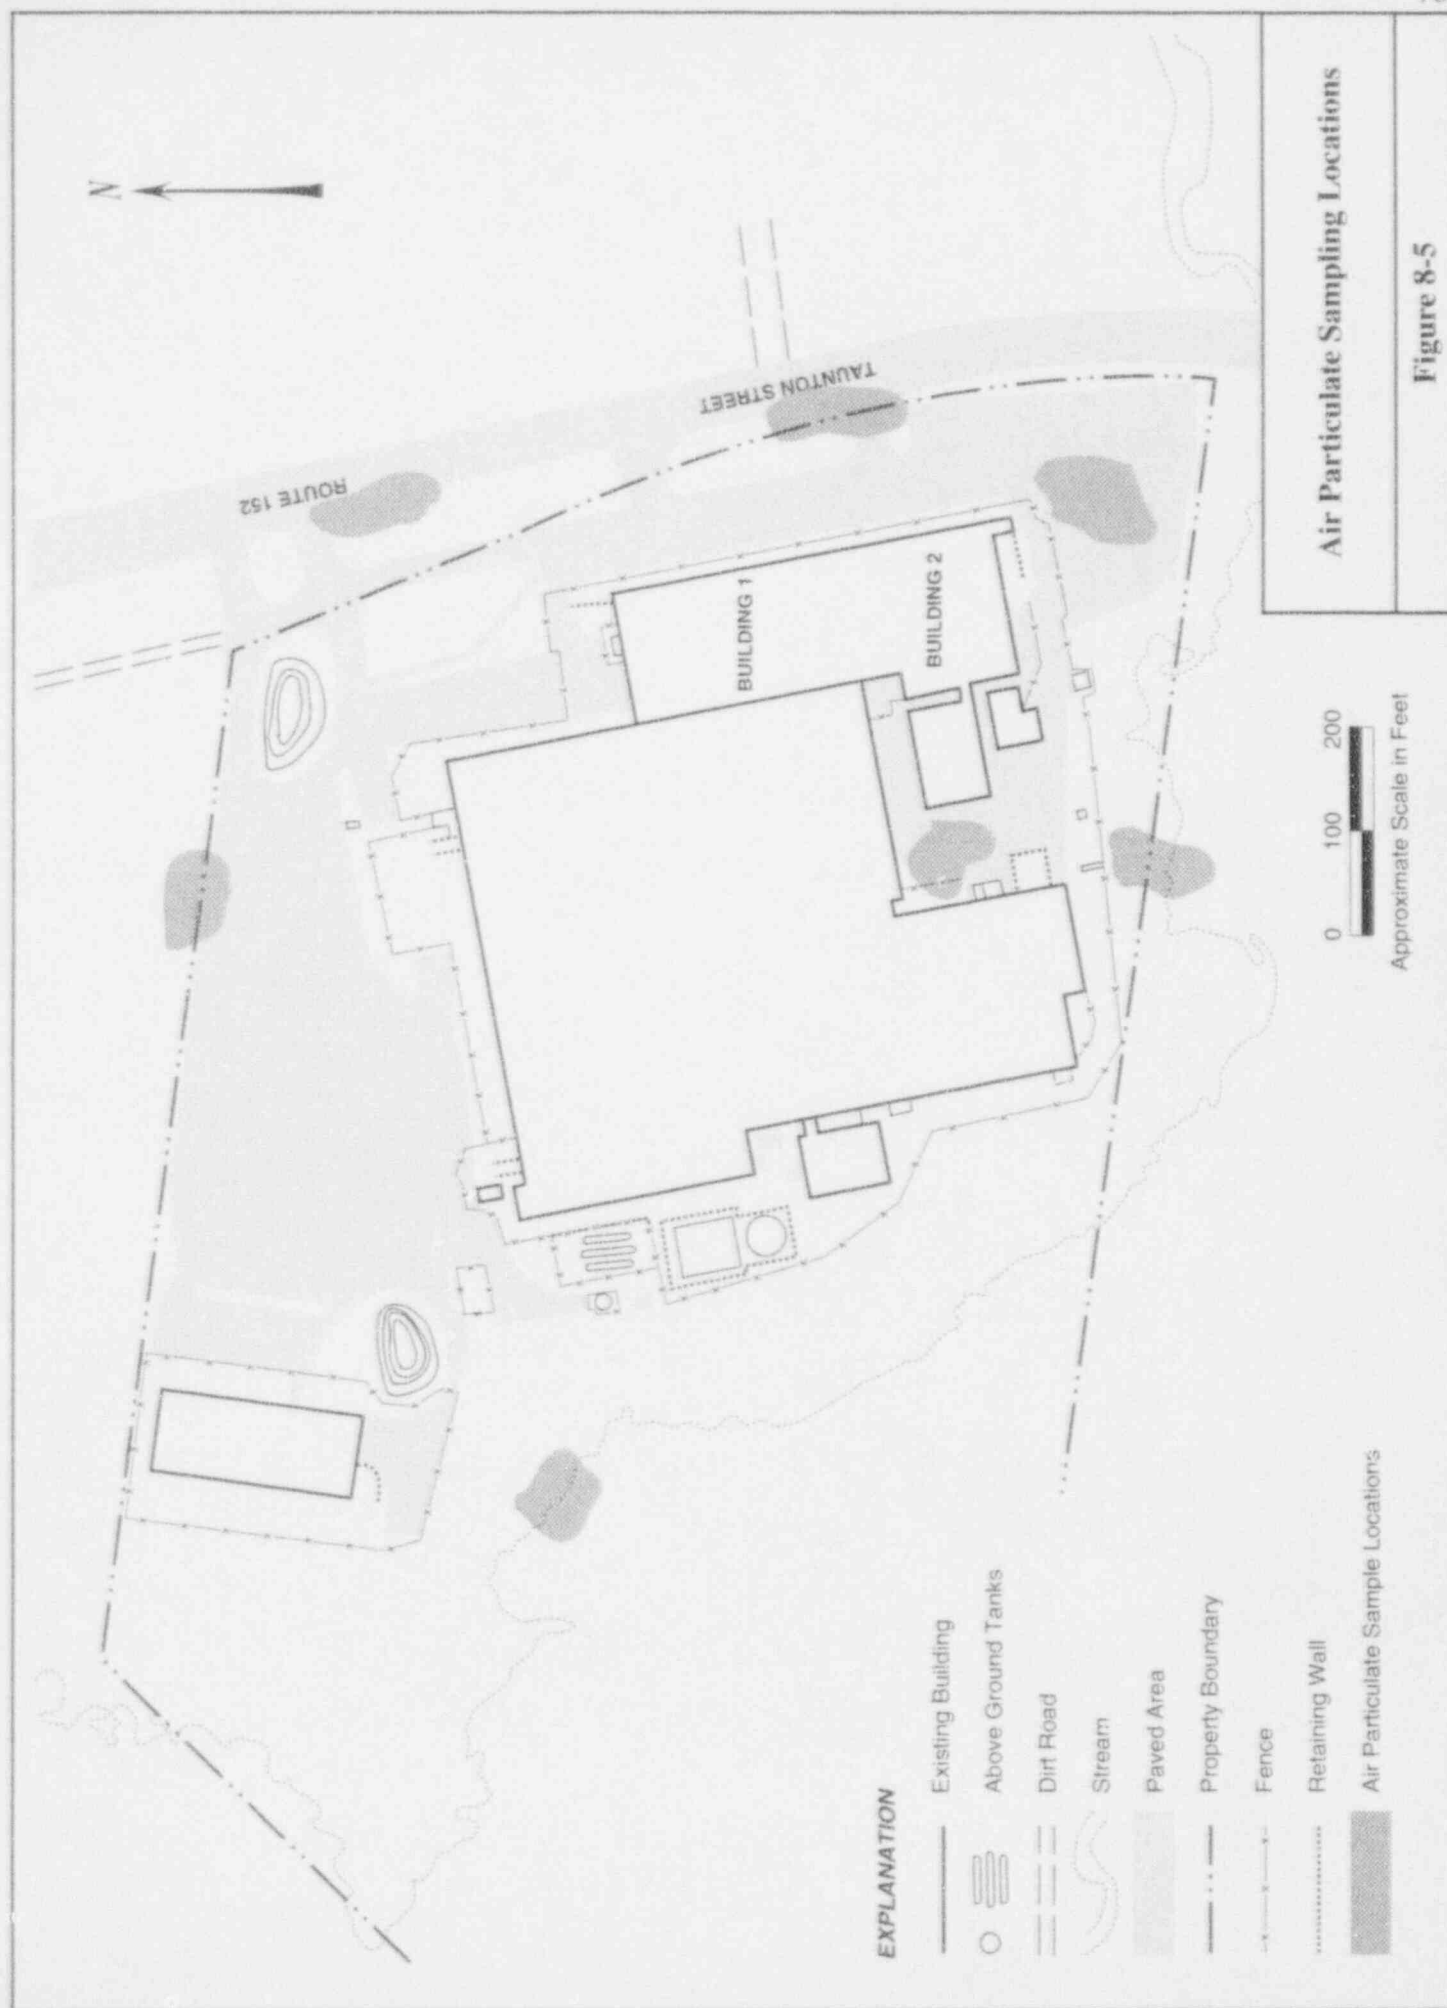 N
ROUTE 152
TAUNTON STREET
BUILDING 1
BUILDING 2
EXPLANATION
Existing Building
Above Ground Tanks
Dirt Road
Stream
Paved Area
Property Boundary
Fence
Retaining Wall
Air Particulate Sample Locations
0 100 200
Approximate Scale in Feet
Air Particulate Sampling Locations
Figure 8-5